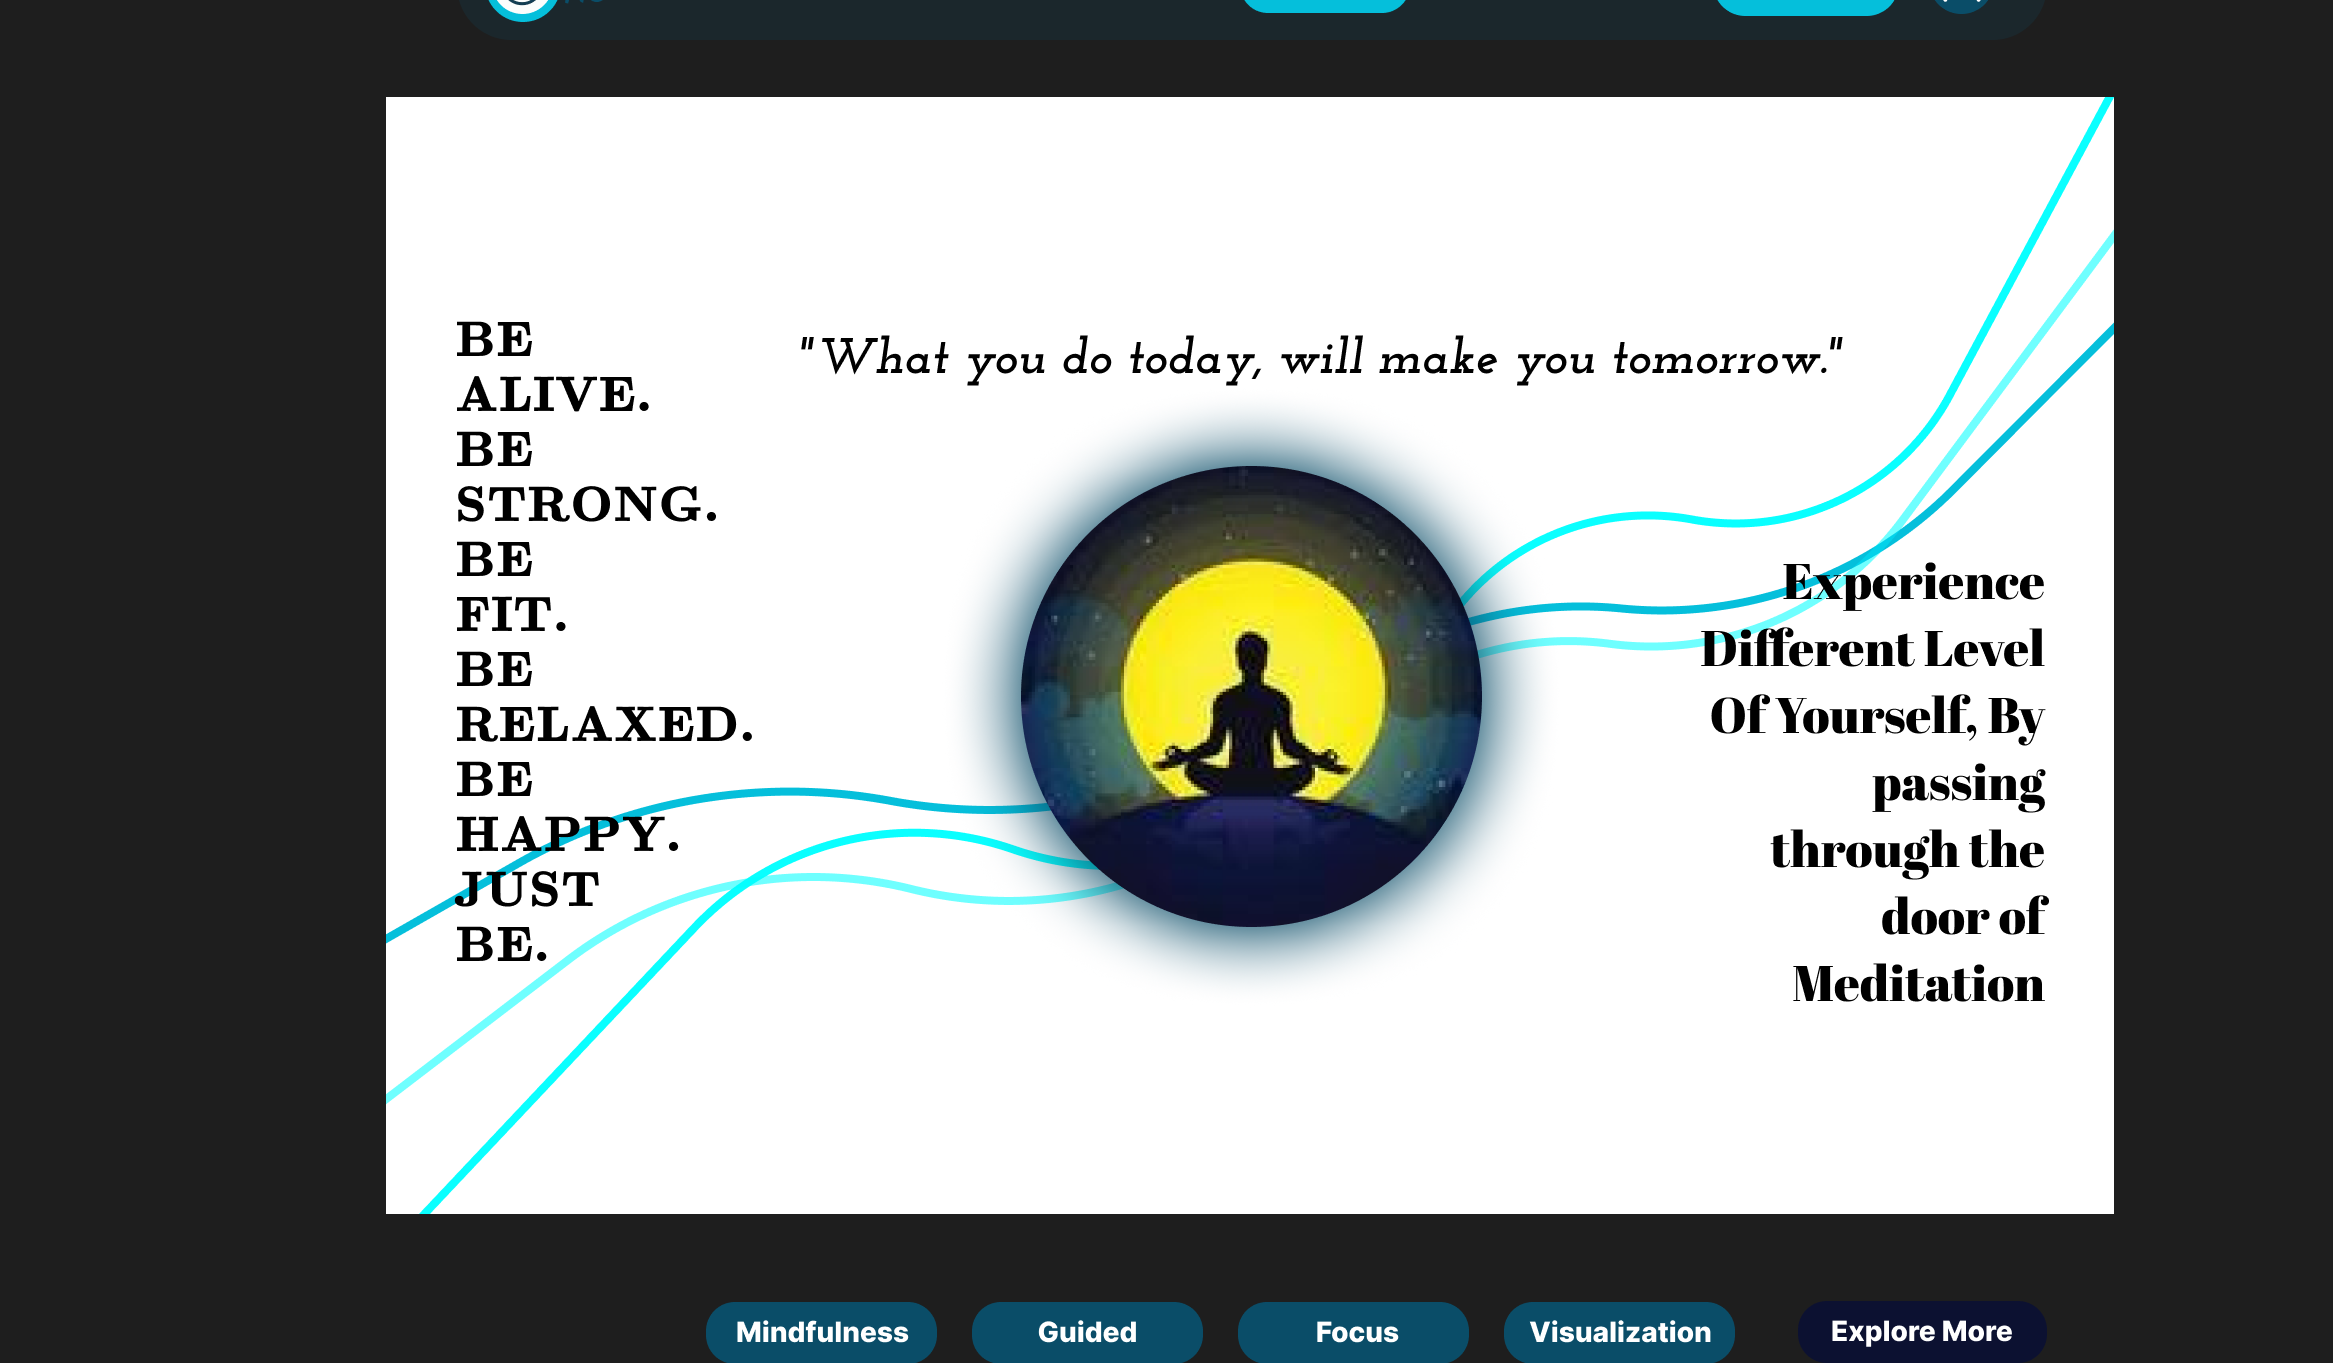 BE
ALIVE.
BE
STRONG.
BE
FIT.
BE
RELAXED.
BE
HAPPY.
JUST
BE.
"What you do today, will make you tomorrow."
Experience
Different Level
Of Yourself, By
passing
through the
door of
Meditation
Mindfulness
Guided
Focus
Visualization
Explore More